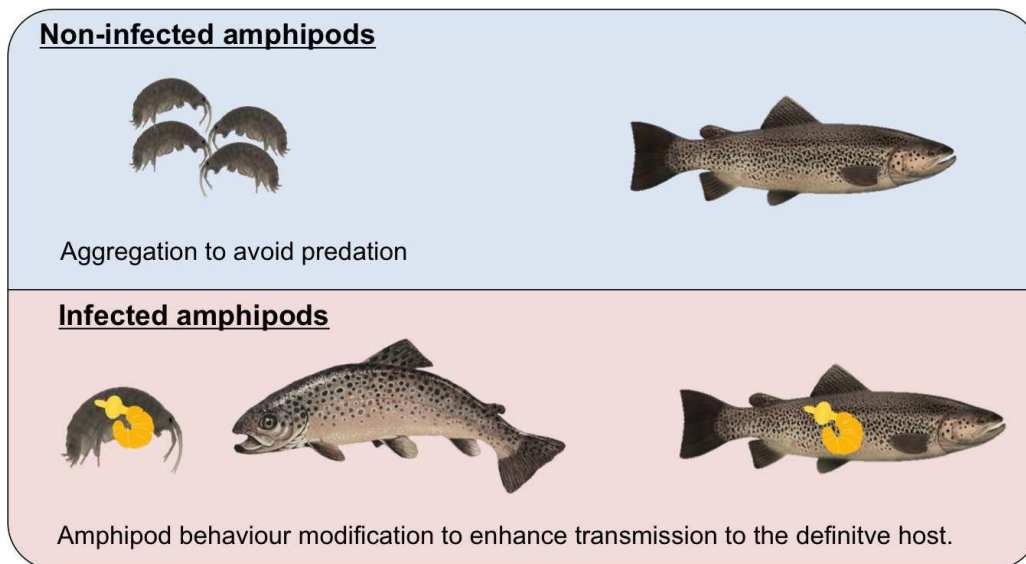 Non-infected amphipods
Aggregation to avoid predation
Infected amphipods
Amphipod behaviour modification to enhance transmission to the definitve host.